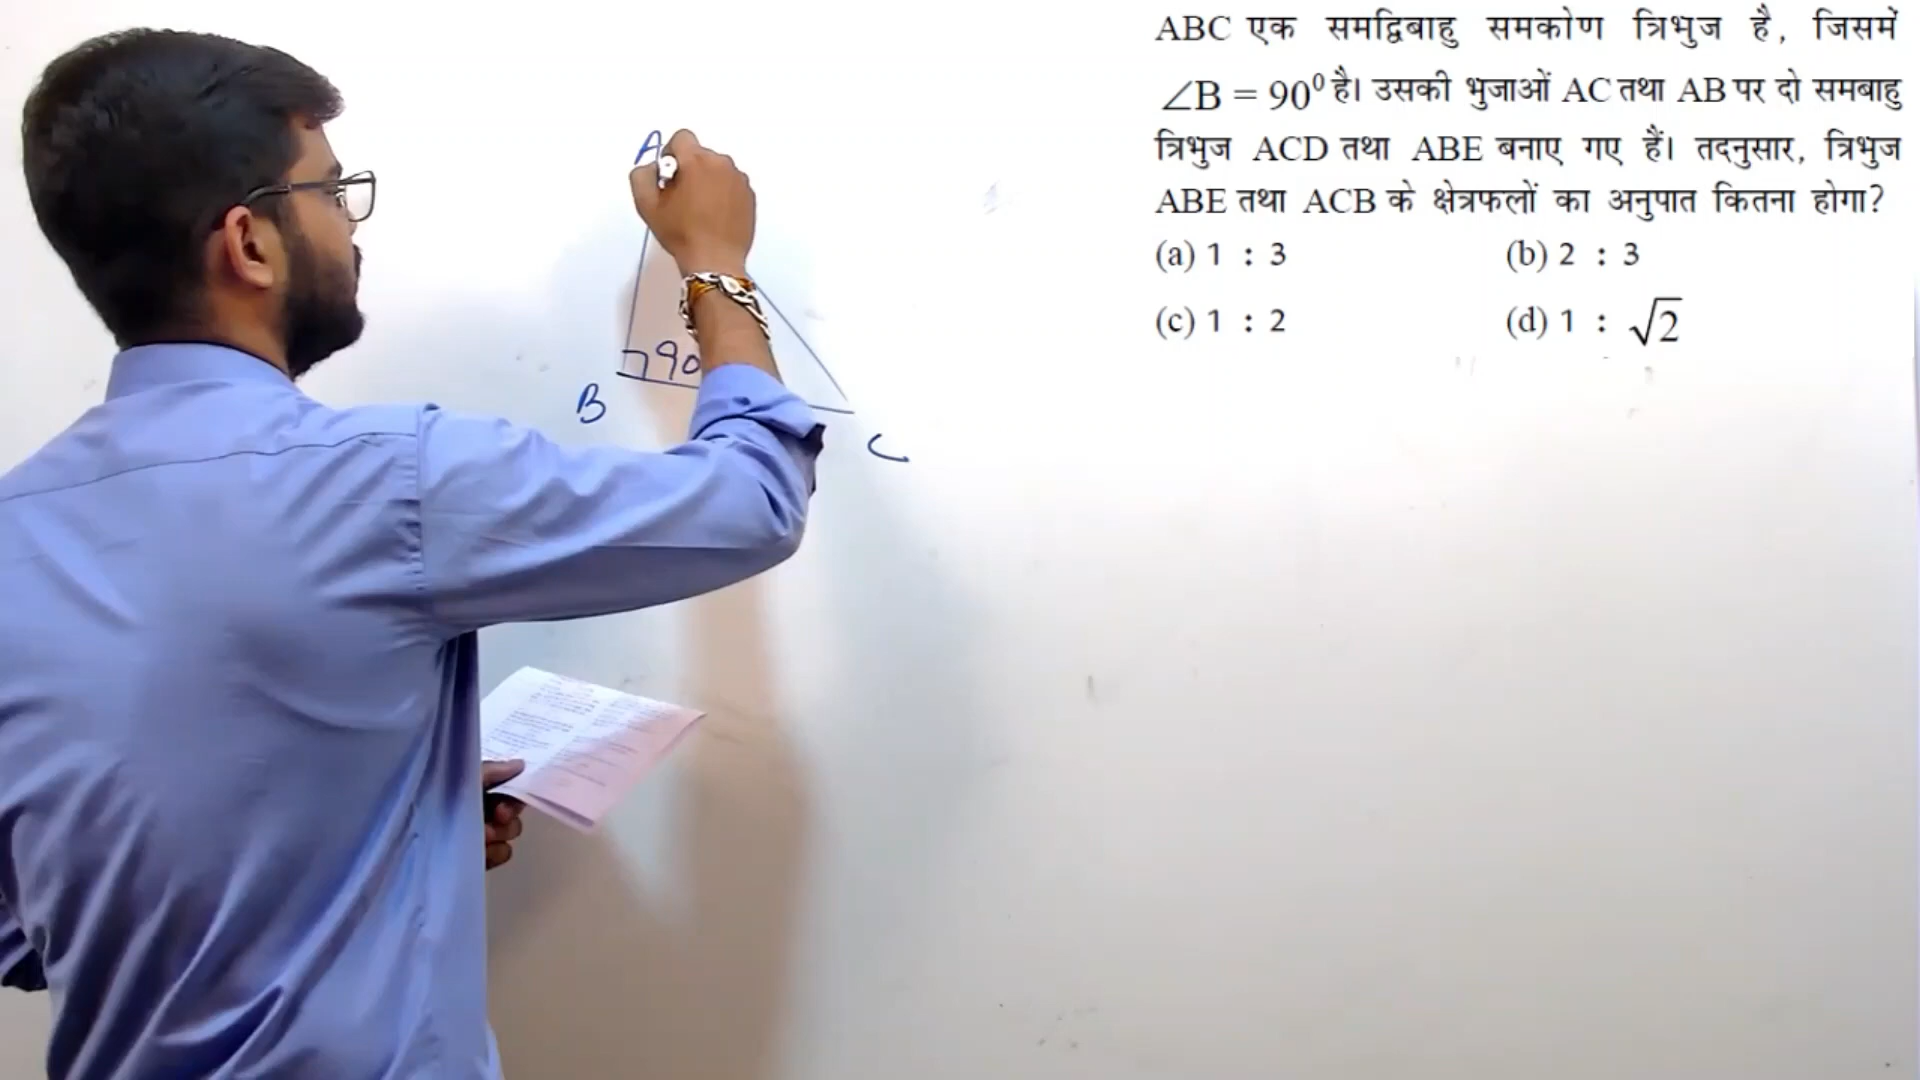 ABC एक समद्विबाहु समकोण त्रिभुज है, जिसमें
∠B = 90⁰ है। उसकी भुजाओं AC तथा AB पर दो समबाहु
त्रिभुज ACD तथा ABE बनाए गए हैं। तदनुसार, त्रिभुज
ABE तथा ACB के क्षेत्रफलों का अनुपात कितना होगा?
(a) 1 : 3 (b) 2 : 3
(c) 1 : 2 (d) 1 : √2
A
90
B
C